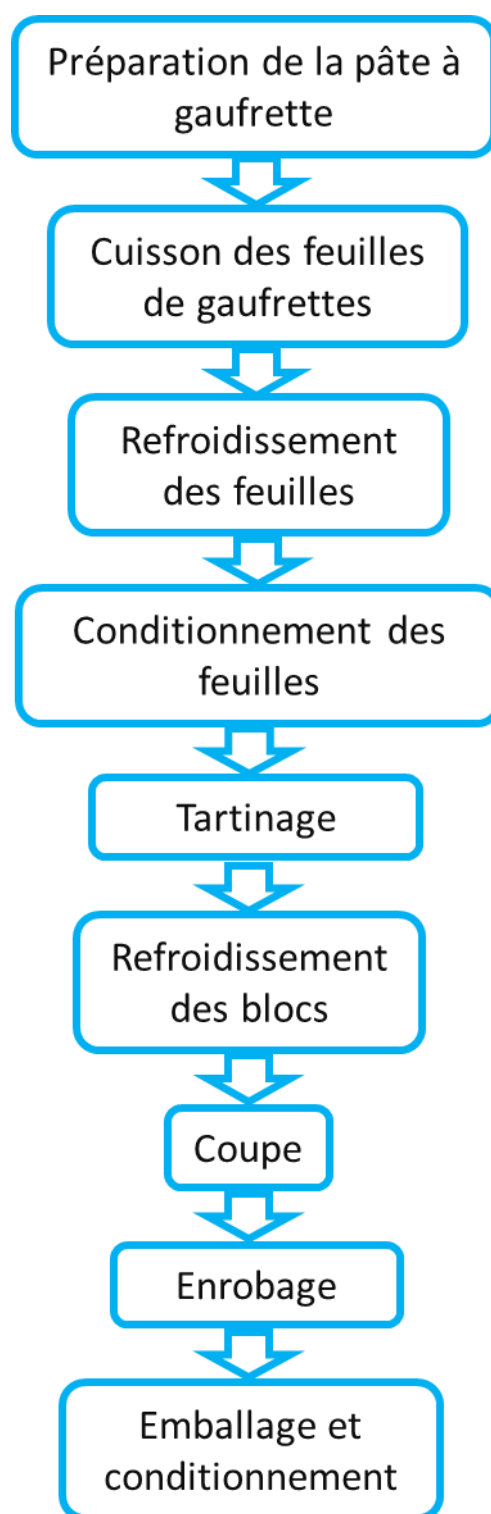 Préparation de la pâte à
gaufrette
Cuisson des feuilles
de gaufrettes
Refroidissement
des feuilles
Conditionnement des
feuilles
Tartinage
Refroidissement
des blocs
Coupe
Enrobage
Emballage et
conditionnement